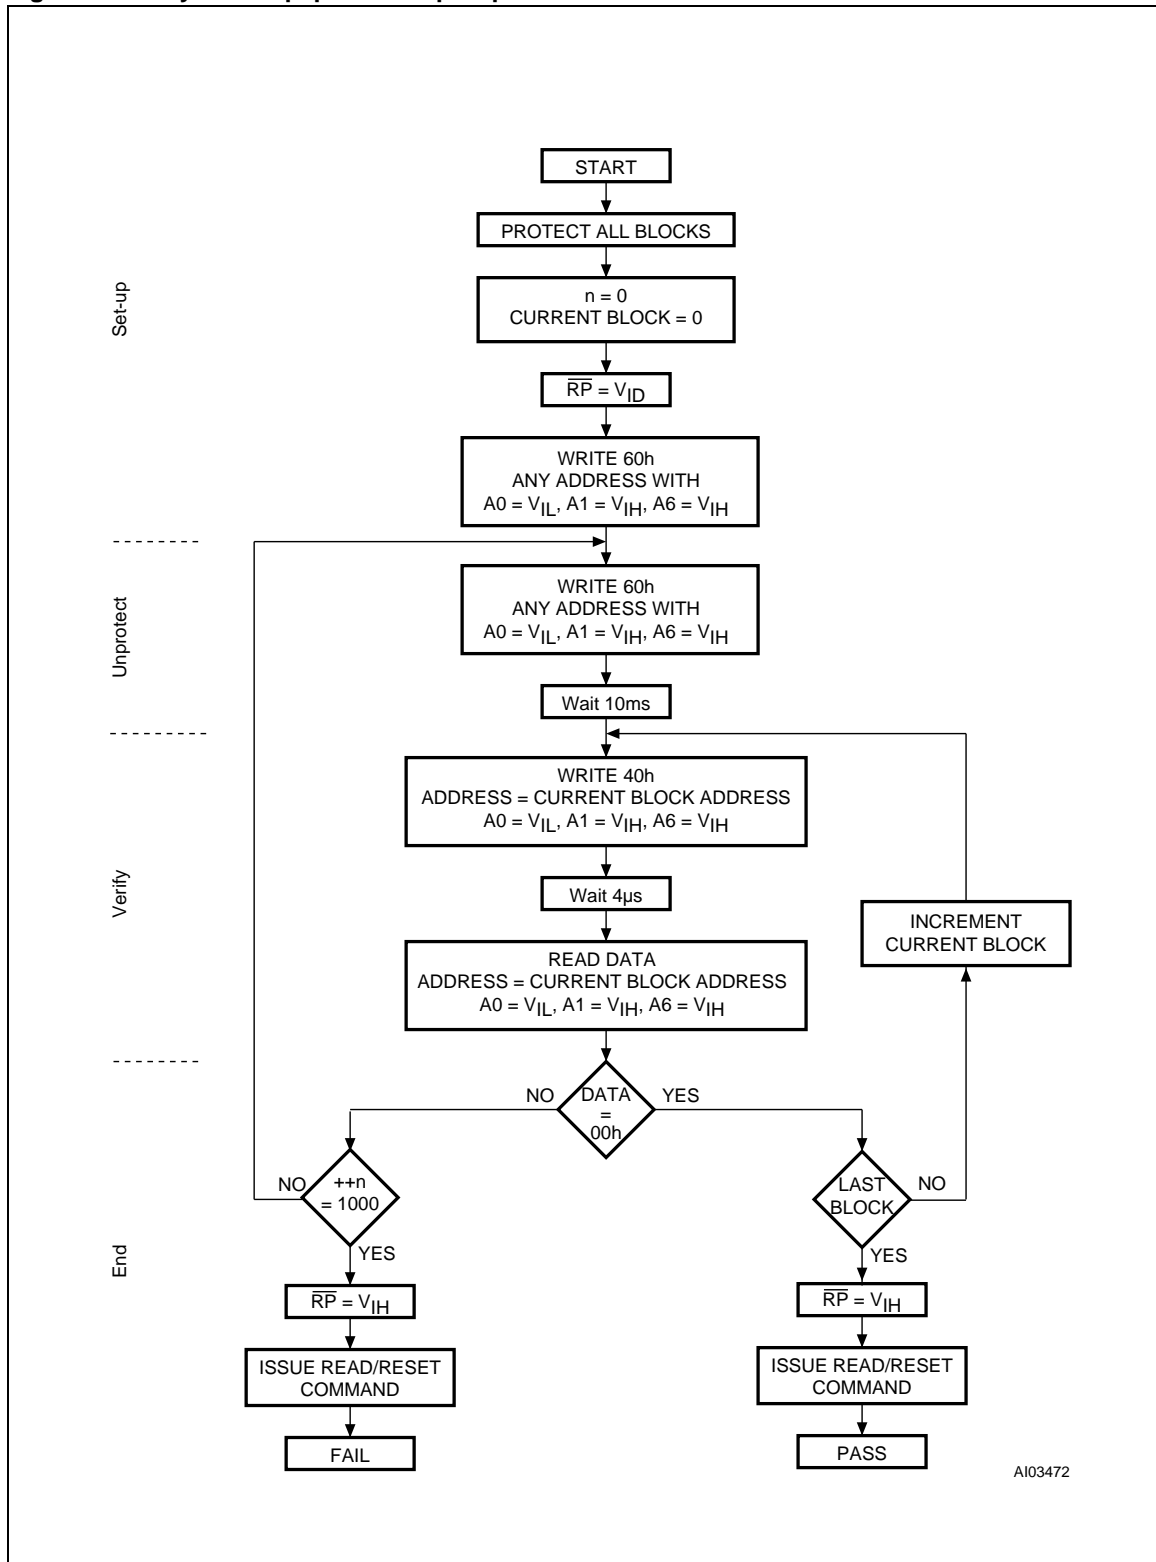 START
PROTECT ALL BLOCKS
n = 0
CURRENT BLOCK = 0
Set-up
RP = VID
WRITE 60h
ANY ADDRESS WITH
A0 = VIL, A1 = VIH, A6 = VIH
Unprotect
WRITE 60h
ANY ADDRESS WITH
A0 = VIL, A1 = VIH, A6 = VIH
Wait 10ms
Verify
WRITE 40h
ADDRESS = CURRENT BLOCK ADDRESS
A0 = VIL, A1 = VIH, A6 = VIH
Wait 4µs
INCREMENT
CURRENT BLOCK
READ DATA
ADDRESS = CURRENT BLOCK ADDRESS
A0 = VIL, A1 = VIH, A6 = VIH
End
NO
DATA
=
00h
YES
NO
++n
= 1000
YES
LAST
BLOCK
NO
YES
RP = VIH
RP = VIH
ISSUE READ/RESET
COMMAND
ISSUE READ/RESET
COMMAND
FAIL
PASS
AI03472